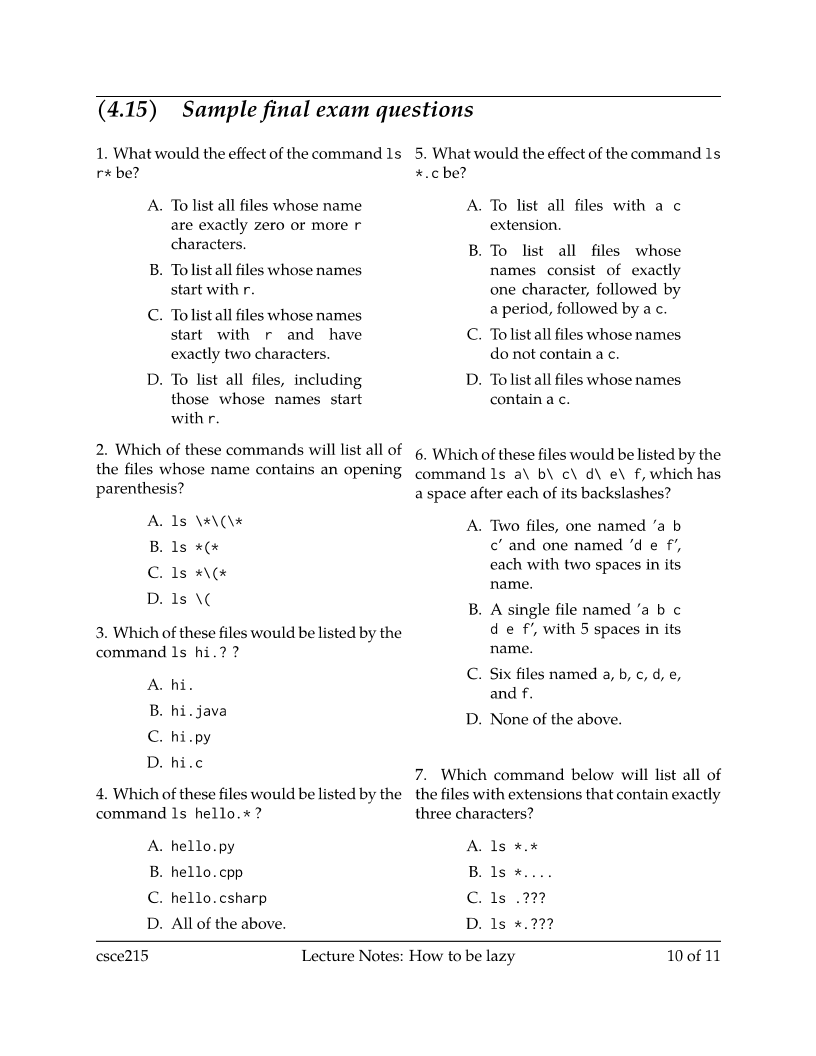 (4.15) Sample final exam questions
1. What would the effect of the command ls
r* be?
A. To list all files whose name
are exactly zero or more r
characters.
B. To list all files whose names
start with r.
C. To list all files whose names
start with r and have
exactly two characters.
D. To list all files, including
those whose names start
with r.
2. Which of these commands will list all of
the files whose name contains an opening
parenthesis?
A. ls \*\(\*
B. ls *(*
C. ls *\(*
D. ls \(
3. Which of these files would be listed by the
command ls hi.? ?
A. hi.
B. hi.java
C. hi.py
D. hi.c
4. Which of these files would be listed by the
command ls hello.* ?
A. hello.py
B. hello.cpp
C. hello.csharp
D. All of the above.
5. What would the effect of the command ls
*.c be?
A. To list all files with a c
extension.
B. To list all files whose
names consist of exactly
one character, followed by
a period, followed by a c.
C. To list all files whose names
do not contain a c.
D. To list all files whose names
contain a c.
6. Which of these files would be listed by the
command ls a\ b\ c\ d\ e\ f, which has
a space after each of its backslashes?
A. Two files, one named ’a b
c’ and one named ’d e f’,
each with two spaces in its
name.
B. A single file named ’a b c
d e f’, with 5 spaces in its
name.
C. Six files named a, b, c, d, e,
and f.
D. None of the above.
7. Which command below will list all of
the files with extensions that contain exactly
three characters?
A. ls *.*
B. ls *....
C. ls .???
D. ls *.???
csce215 Lecture Notes: How to be lazy 10 of 11